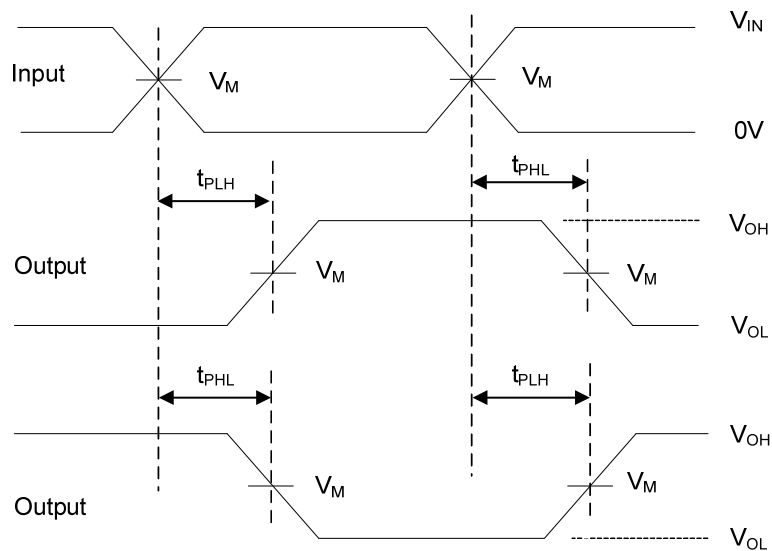 V_IN
Input
V_M
V_M
0V
t_PLH
t_PHL
V_OH
Output
V_M
V_M
V_OL
t_PHL
t_PLH
V_OH
V_M
V_M
Output
V_OL